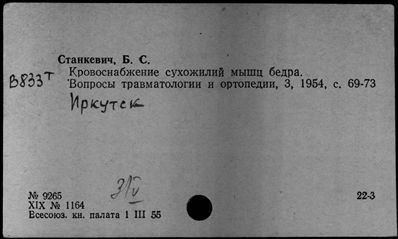 Станкевич, Б. С.
Кровоснабжение сухожилий мышц бедра.
В833т
Вопросы травматологии и ортопедии, 3, 1954, с. 69-73
Иркутск
№ 9265
31/V
22-3
XIX № 1164
Всесоюз. кн. палата 1 III 55